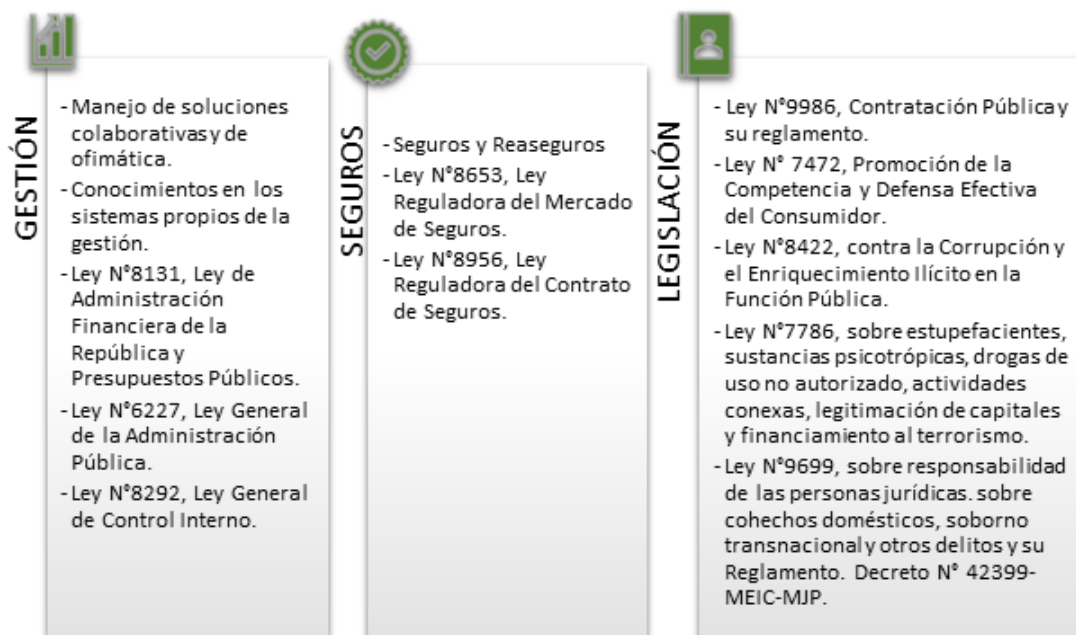 GESTIÓN
- Manejo de soluciones
colaborativas y de
ofimática.
- Conocimientos en los
sistemas propios de la
gestión.
- Ley N°8131, Ley de
Administración
Financiera de la
República y
Presupuestos Públicos.
- Ley N°6227, Ley General
de la Administración
Pública.
- Ley N°8292, Ley General
de Control Interno.
SEGUROS
- Seguros y Reaseguros
- Ley N°8653, Ley
Reguladora del Mercado
de Seguros.
- Ley N°8956, Ley
Reguladora del Contrato
de Seguros.
LEGISLACIÓN
- Ley N°9986, Contratación Pública y
su reglamento.
- Ley N° 7472, Promoción de la
Competencia y Defensa Efectiva
del Consumidor.
- Ley N°8422, contra la Corrupción y
el Enriquecimiento Ilícito en la
Función Pública.
- Ley N°7786, sobre estupefacientes,
sustancias psicotrópicas, drogas de
uso no autorizado, actividades
conexas, legitimación de capitales
y financiamiento al terrorismo.
- Ley N°9699, sobre responsabilidad
de las personas jurídicas. sobre
cohechos domésticos, soborno
transnacional y otros delitos y su
Reglamento. Decreto N° 42399-
MEIC-MJP.